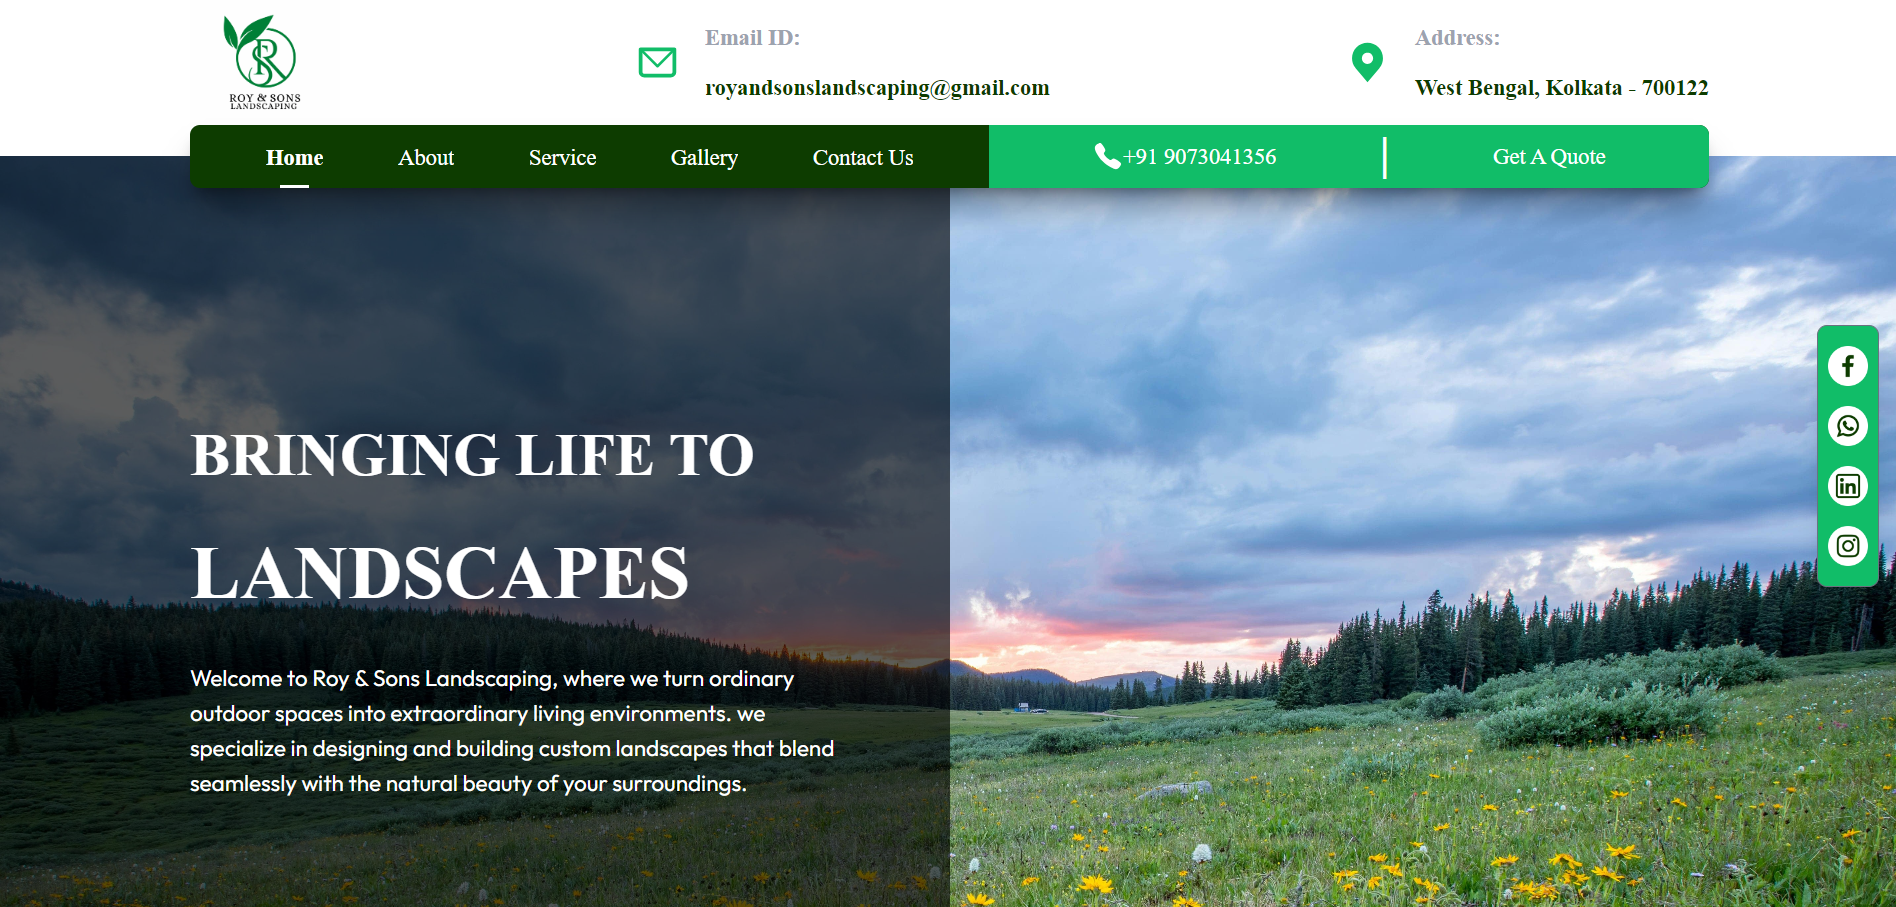 ROY & SONS
LANDSCAPING
Email ID:
royandsonslandscaping@gmail.com
Address:
West Bengal, Kolkata - 700122
Home
About
Service
Gallery
Contact Us
+91 9073041356
Get A Quote
BRINGING LIFE TO
LANDSCAPES
Welcome to Roy & Sons Landscaping, where we turn ordinary
outdoor spaces into extraordinary living environments. we
specialize in designing and building custom landscapes that blend
seamlessly with the natural beauty of your surroundings.